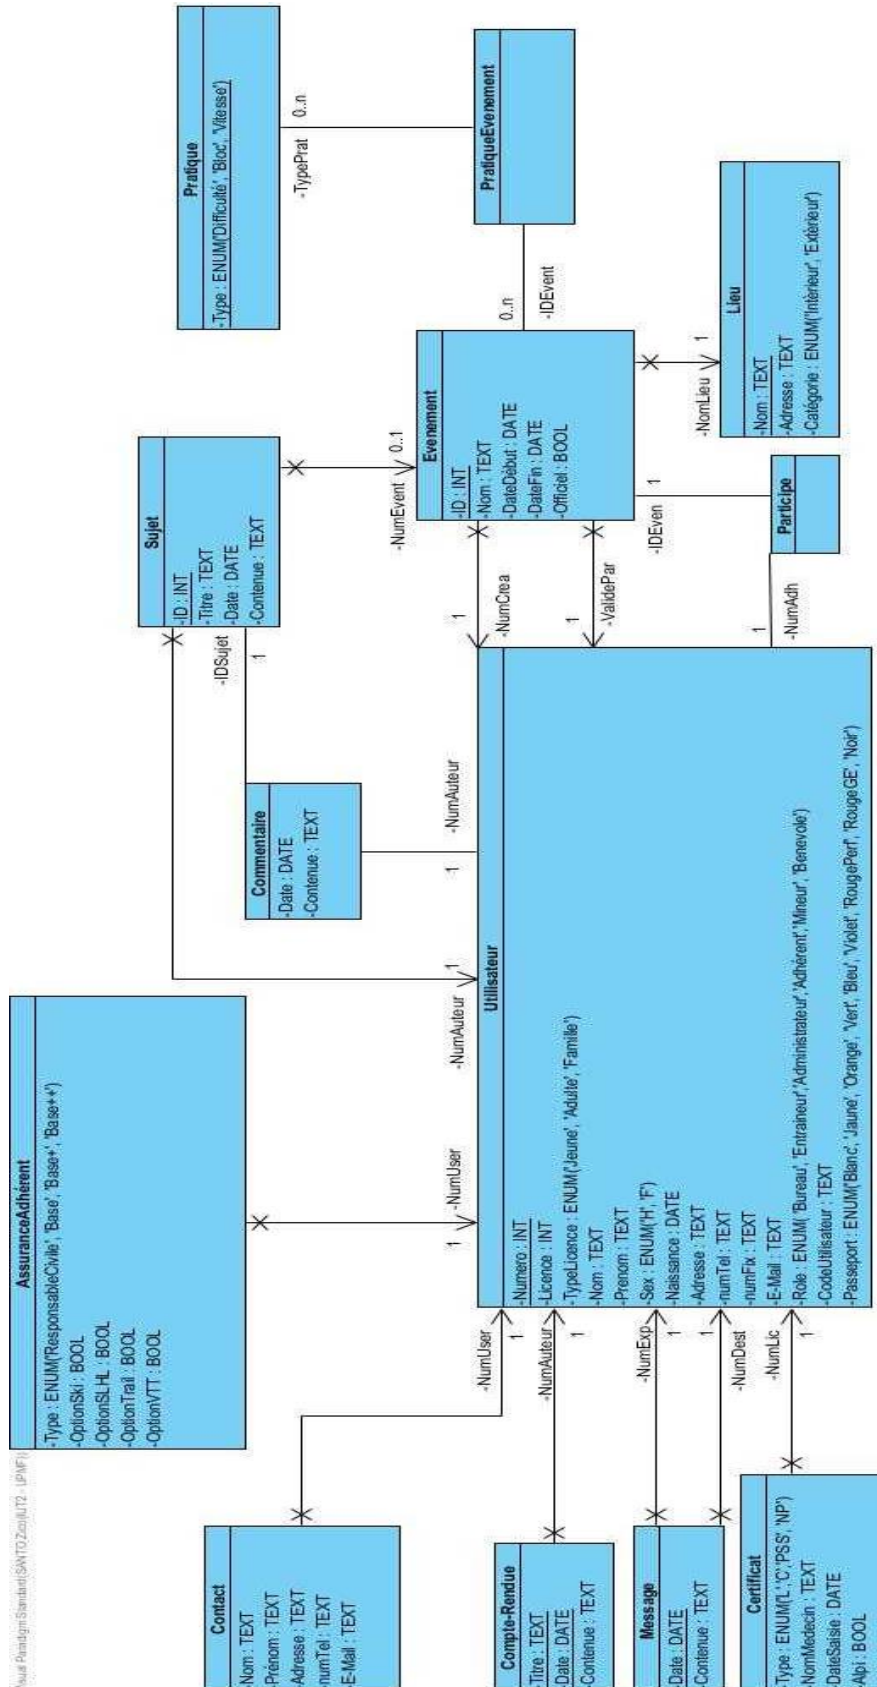 Visual Paradigm Standard(SANTO Zico(IUT2 - UPMF))
AssuranceAdhérent
-Type : ENUM('ResponsableCivile', 'Base', 'Base+', 'Base++')
-OptionSki : BOOL
-OptionSLHL : BOOL
-OptionTrail : BOOL
-OptionVTT : BOOL
Sujet
-ID : INT
-Titre : TEXT
-Date : DATE
-Contenue : TEXT
Pratique
-Type : ENUM('Difficulté', 'Bloc', 'Vitesse')
-TypePrat
0..n
PratiqueEvenement
0..n
-IDEvent
Commentaire
-Date : DATE
-Contenue : TEXT
-IDSujet
1
-NumAuteur
1
-NumAuteur
1
-NumEvent
0..1
Evenement
-ID : INT
-Nom : TEXT
-DateDébut : DATE
-DateFin : DATE
-Officiel : BOOL
-NumCrea
1
-ValidePar
1
-IDEven
1
-NomLieu
1
Lieu
-Nom : TEXT
-Adresse : TEXT
-Catégorie : ENUM('Intérieur', 'Extérieur')
Participe
-NumAdh
1
Contact
-Nom : TEXT
-Prénom : TEXT
-Adresse : TEXT
-numTel : TEXT
-E-Mail : TEXT
-NumUser
1
-NumUser
1
Utilisateur
-Numero : INT
-Licence : INT
-TypeLicence : ENUM('Jeune', 'Adulte', 'Famille')
-Nom : TEXT
-Prenom : TEXT
-Sex : ENUM('H', 'F')
-Naissance : DATE
-Adresse : TEXT
-numTel : TEXT
-numFix : TEXT
-E-Mail : TEXT
-Role : ENUM( 'Bureau', 'Entraineur','Administrateur','Adhérent','Mineur', 'Benevole')
-CodeUtilisateur : TEXT
-Passeport : ENUM('Blanc', 'Jaune', 'Orange', 'Vert', 'Bleu', 'Violet', 'RougePerf', 'RougeGE', 'Noir')
Compte-Rendue
-Titre : TEXT
-Date : DATE
-Contenue : TEXT
-NumAuteur
1
Message
-Date : DATE
-Contenue : TEXT
-NumExp
1
-NumDest
1
Certificat
-Type : ENUM('L','C','PSS', 'NP')
-NomMedecin : TEXT
-DateSaisie : DATE
-Alpi : BOOL
-NumLic
1